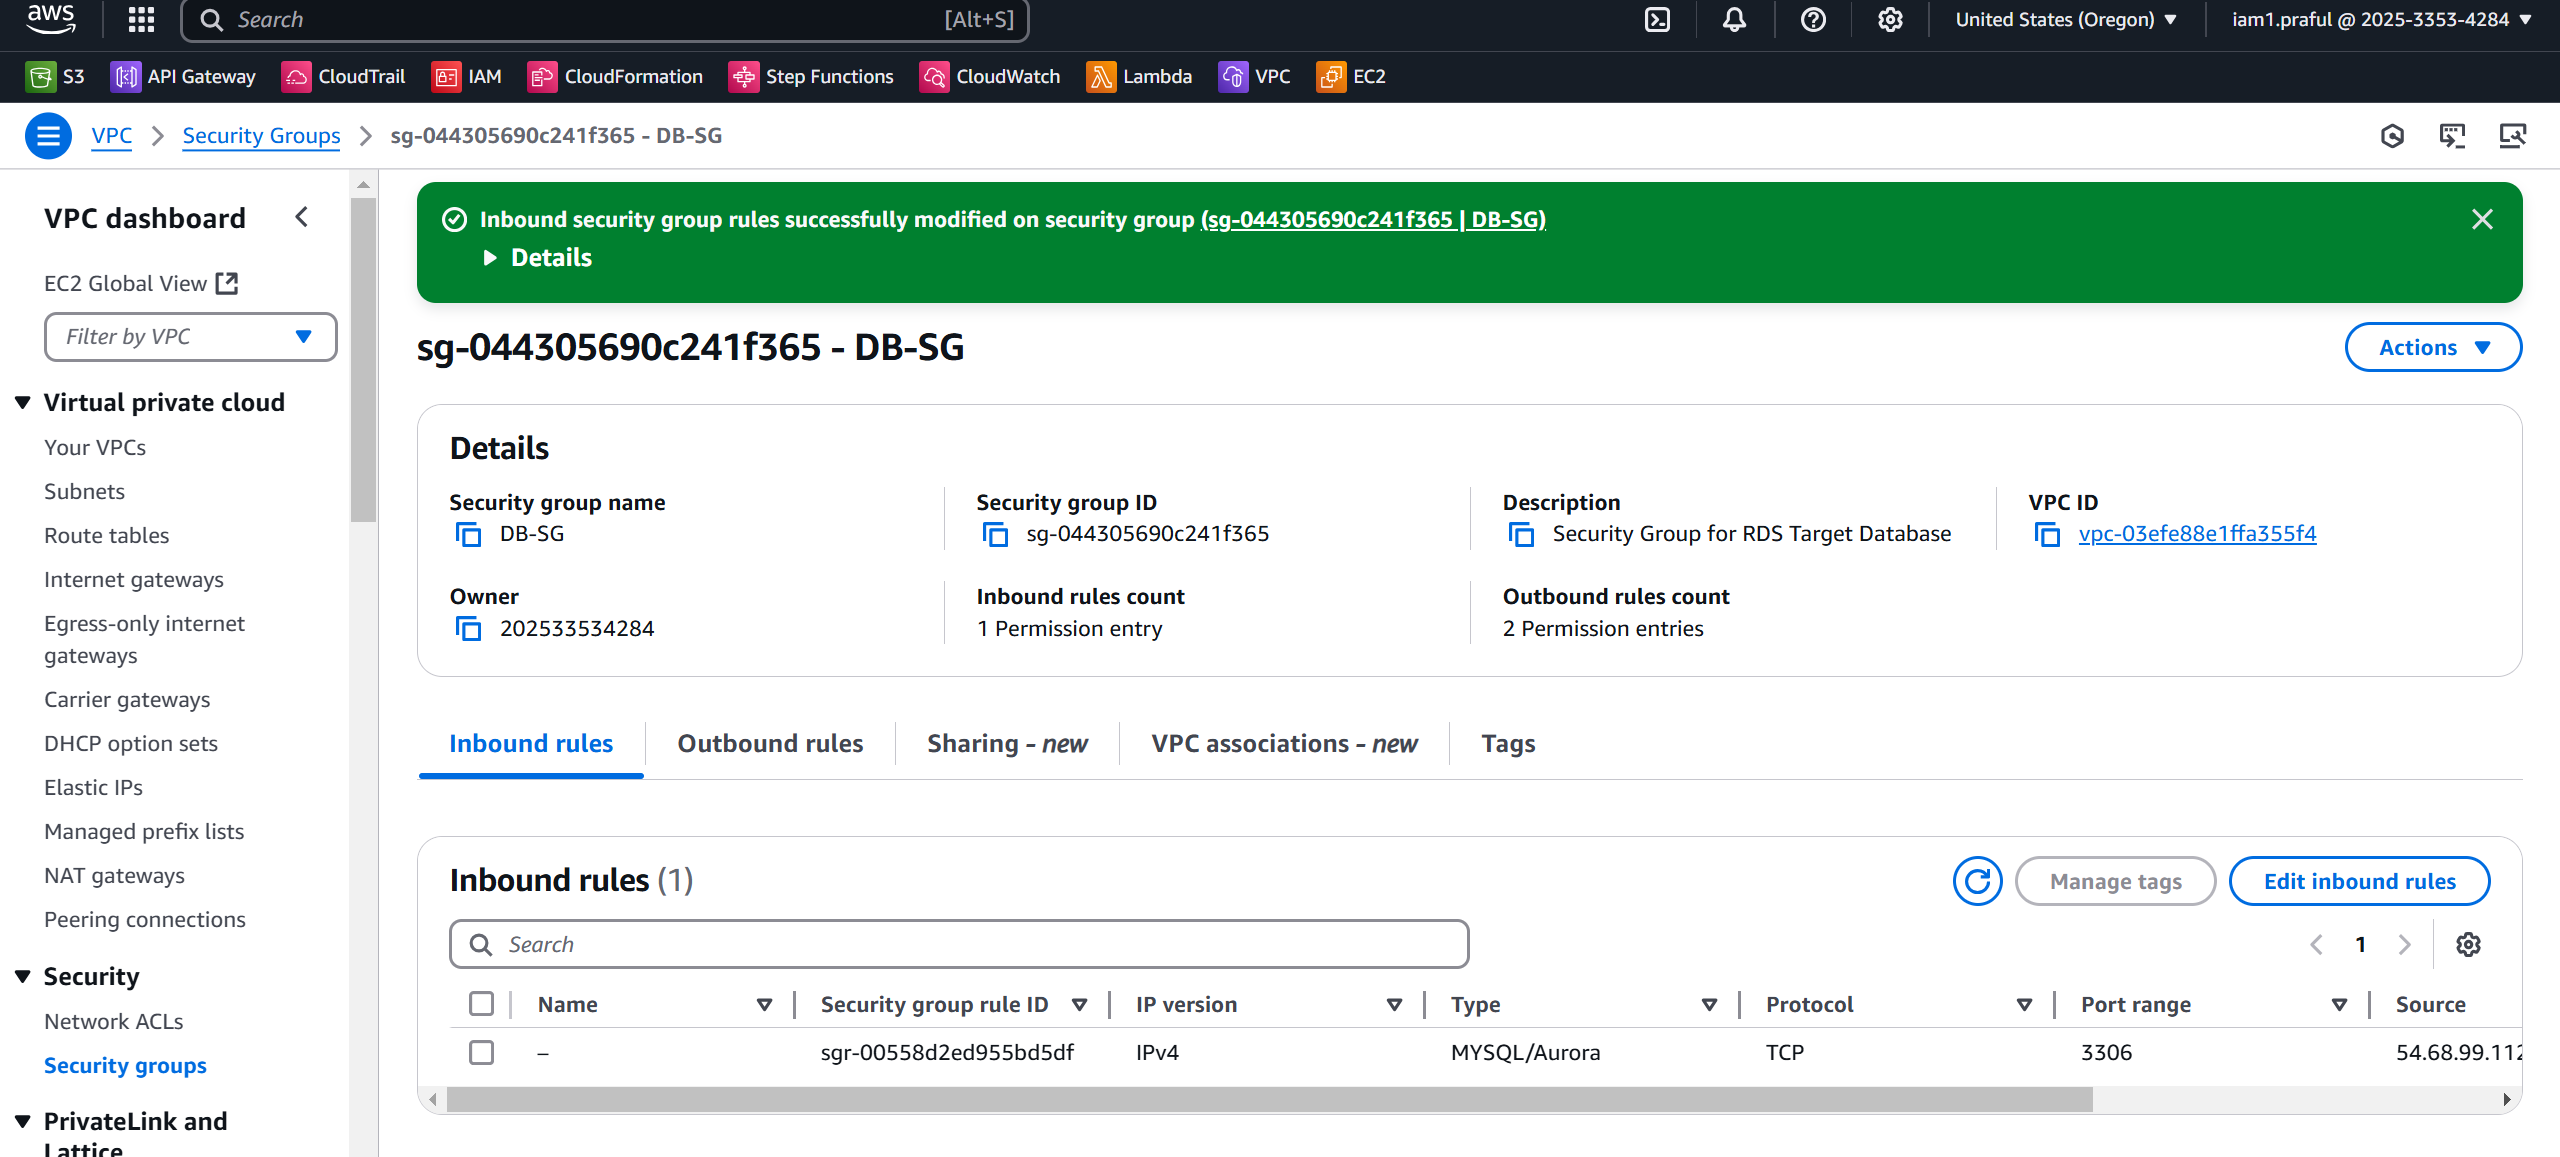 aws
Search [Alt+S]
United States (Oregon)
iam1.praful @ 2025-3353-4284
S3 API Gateway CloudTrail IAM CloudFormation Step Functions CloudWatch Lambda VPC EC2
VPC > Security Groups > sg-044305690c241f365 - DB-SG
VPC dashboard
EC2 Global View
Filter by VPC
Virtual private cloud
Your VPCs
Subnets
Route tables
Internet gateways
Egress-only internet
gateways
Carrier gateways
DHCP option sets
Elastic IPs
Managed prefix lists
NAT gateways
Peering connections
Security
Network ACLs
Security groups
PrivateLink and
Lattice
Inbound security group rules successfully modified on security group (sg-044305690c241f365 | DB-SG)
Details
sg-044305690c241f365 - DB-SG
Actions
Details
Security group name
DB-SG
Security group ID
sg-044305690c241f365
Description
Security Group for RDS Target Database
VPC ID
vpc-03efe88e1ffa355f4
Owner
202533534284
Inbound rules count
1 Permission entry
Outbound rules count
2 Permission entries
Inbound rules
Outbound rules
Sharing - new
VPC associations - new
Tags
Inbound rules (1)
Manage tags
Edit inbound rules
Search
1
Name Security group rule ID IP version Type Protocol Port range Source
– sgr-00558d2ed955bd5df IPv4 MYSQL/Aurora TCP 3306 54.68.99.112